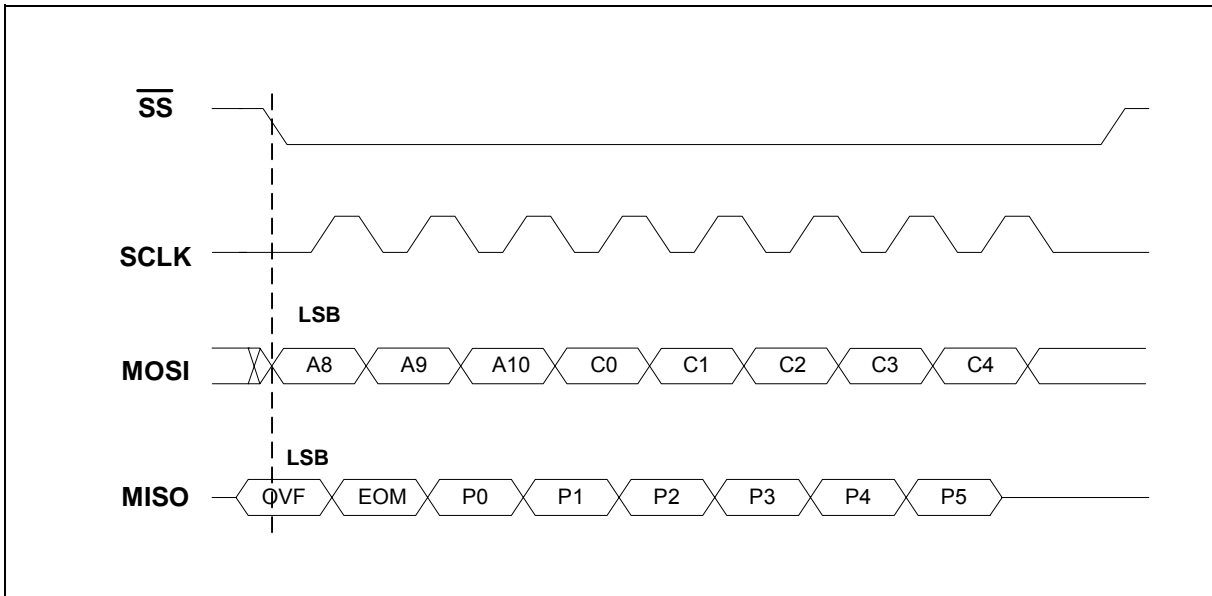 SS
SCLK
LSB
MOSI A8 A9 A10 C0 C1 C2 C3 C4
LSB
MISO OVF EOM P0 P1 P2 P3 P4 P5